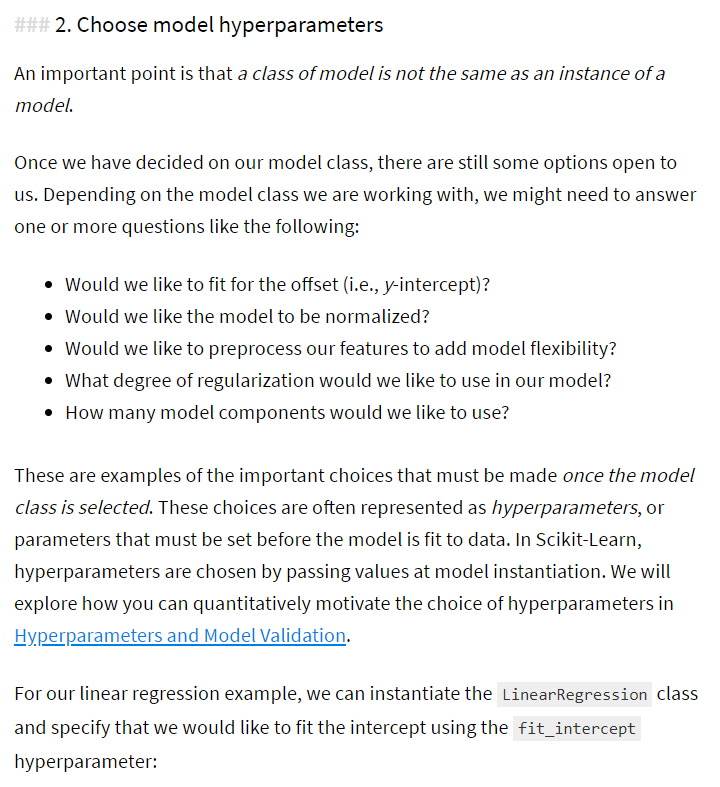 ### 2. Choose model hyperparameters
An important point is that a class of model is not the same as an instance of a
model.
Once we have decided on our model class, there are still some options open to
us. Depending on the model class we are working with, we might need to answer
one or more questions like the following:
• Would we like to fit for the offset (i.e., y-intercept)?
• Would we like the model to be normalized?
• Would we like to preprocess our features to add model flexibility?
• What degree of regularization would we like to use in our model?
• How many model components would we like to use?
These are examples of the important choices that must be made once the model
class is selected. These choices are often represented as hyperparameters, or
parameters that must be set before the model is fit to data. In Scikit-Learn,
hyperparameters are chosen by passing values at model instantiation. We will
explore how you can quantitatively motivate the choice of hyperparameters in
Hyperparameters and Model Validation.
For our linear regression example, we can instantiate the LinearRegression class
and specify that we would like to fit the intercept using the fit_intercept
hyperparameter: